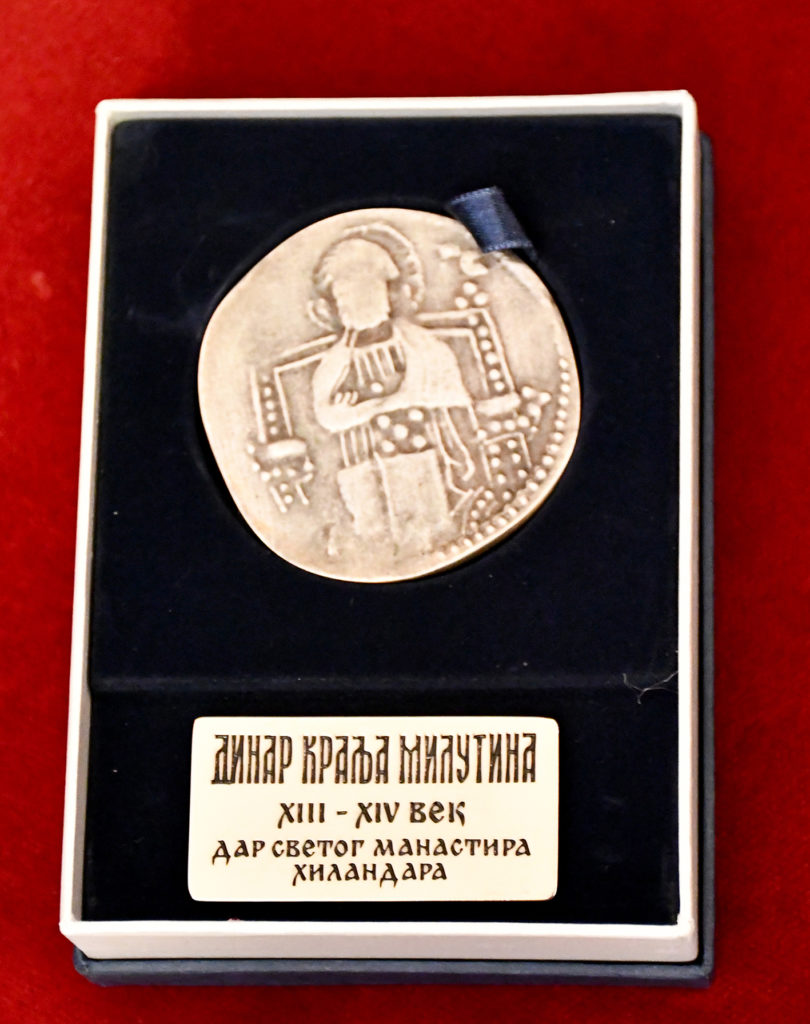 ДИНАР КРАЉА МИЛУТИНА
XIII - XIV ВЕК
ДАР СВЕТОГ МАНАСТИРА
ХИЛАНДАРА